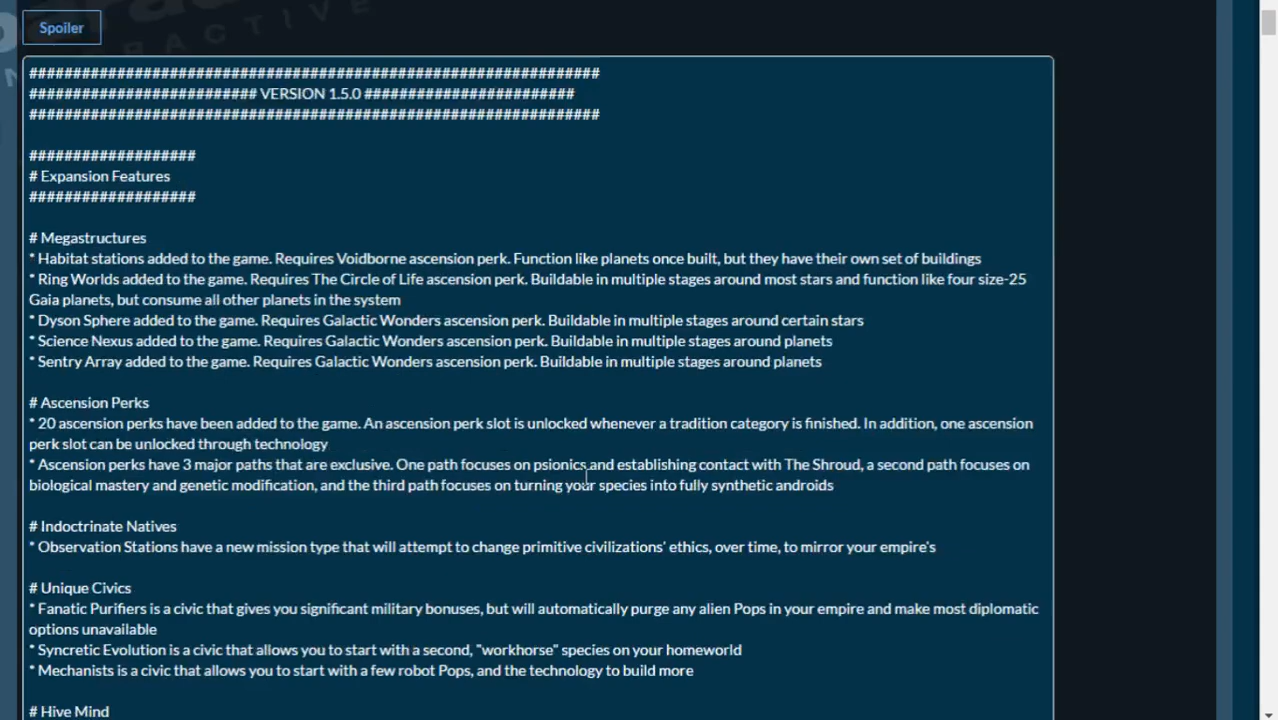 Spoiler
###############################################################
######################### VERSION 1.5.0 #######################
###############################################################
##################
# Expansion Features
##################
# Megastructures
* Habitat stations added to the game. Requires Voidborne ascension perk. Function like planets once built, but they have their own set of buildings
* Ring Worlds added to the game. Requires The Circle of Life ascension perk. Buildable in multiple stages around most stars and function like four size-25
Gaia planets, but consume all other planets in the system
* Dyson Sphere added to the game. Requires Galactic Wonders ascension perk. Buildable in multiple stages around certain stars
* Science Nexus added to the game. Requires Galactic Wonders ascension perk. Buildable in multiple stages around planets
* Sentry Array added to the game. Requires Galactic Wonders ascension perk. Buildable in multiple stages around planets
# Ascension Perks
* 20 ascension perks have been added to the game. An ascension perk slot is unlocked whenever a tradition category is finished. In addition, one ascension
perk slot can be unlocked through technology
* Ascension perks have 3 major paths that are exclusive. One path focuses on psionics and establishing contact with The Shroud, a second path focuses on
biological mastery and genetic modification, and the third path focuses on turning your species into fully synthetic androids
# Indoctrinate Natives
* Observation Stations have a new mission type that will attempt to change primitive civilizations' ethics, over time, to mirror your empire's
# Unique Civics
* Fanatic Purifiers is a civic that gives you significant military bonuses, but will automatically purge any alien Pops in your empire and make most diplomatic
options unavailable
* Syncretic Evolution is a civic that allows you to start with a second, "workhorse" species on your homeworld
* Mechanists is a civic that allows you to start with a few robot Pops, and the technology to build more
# Hive Mind